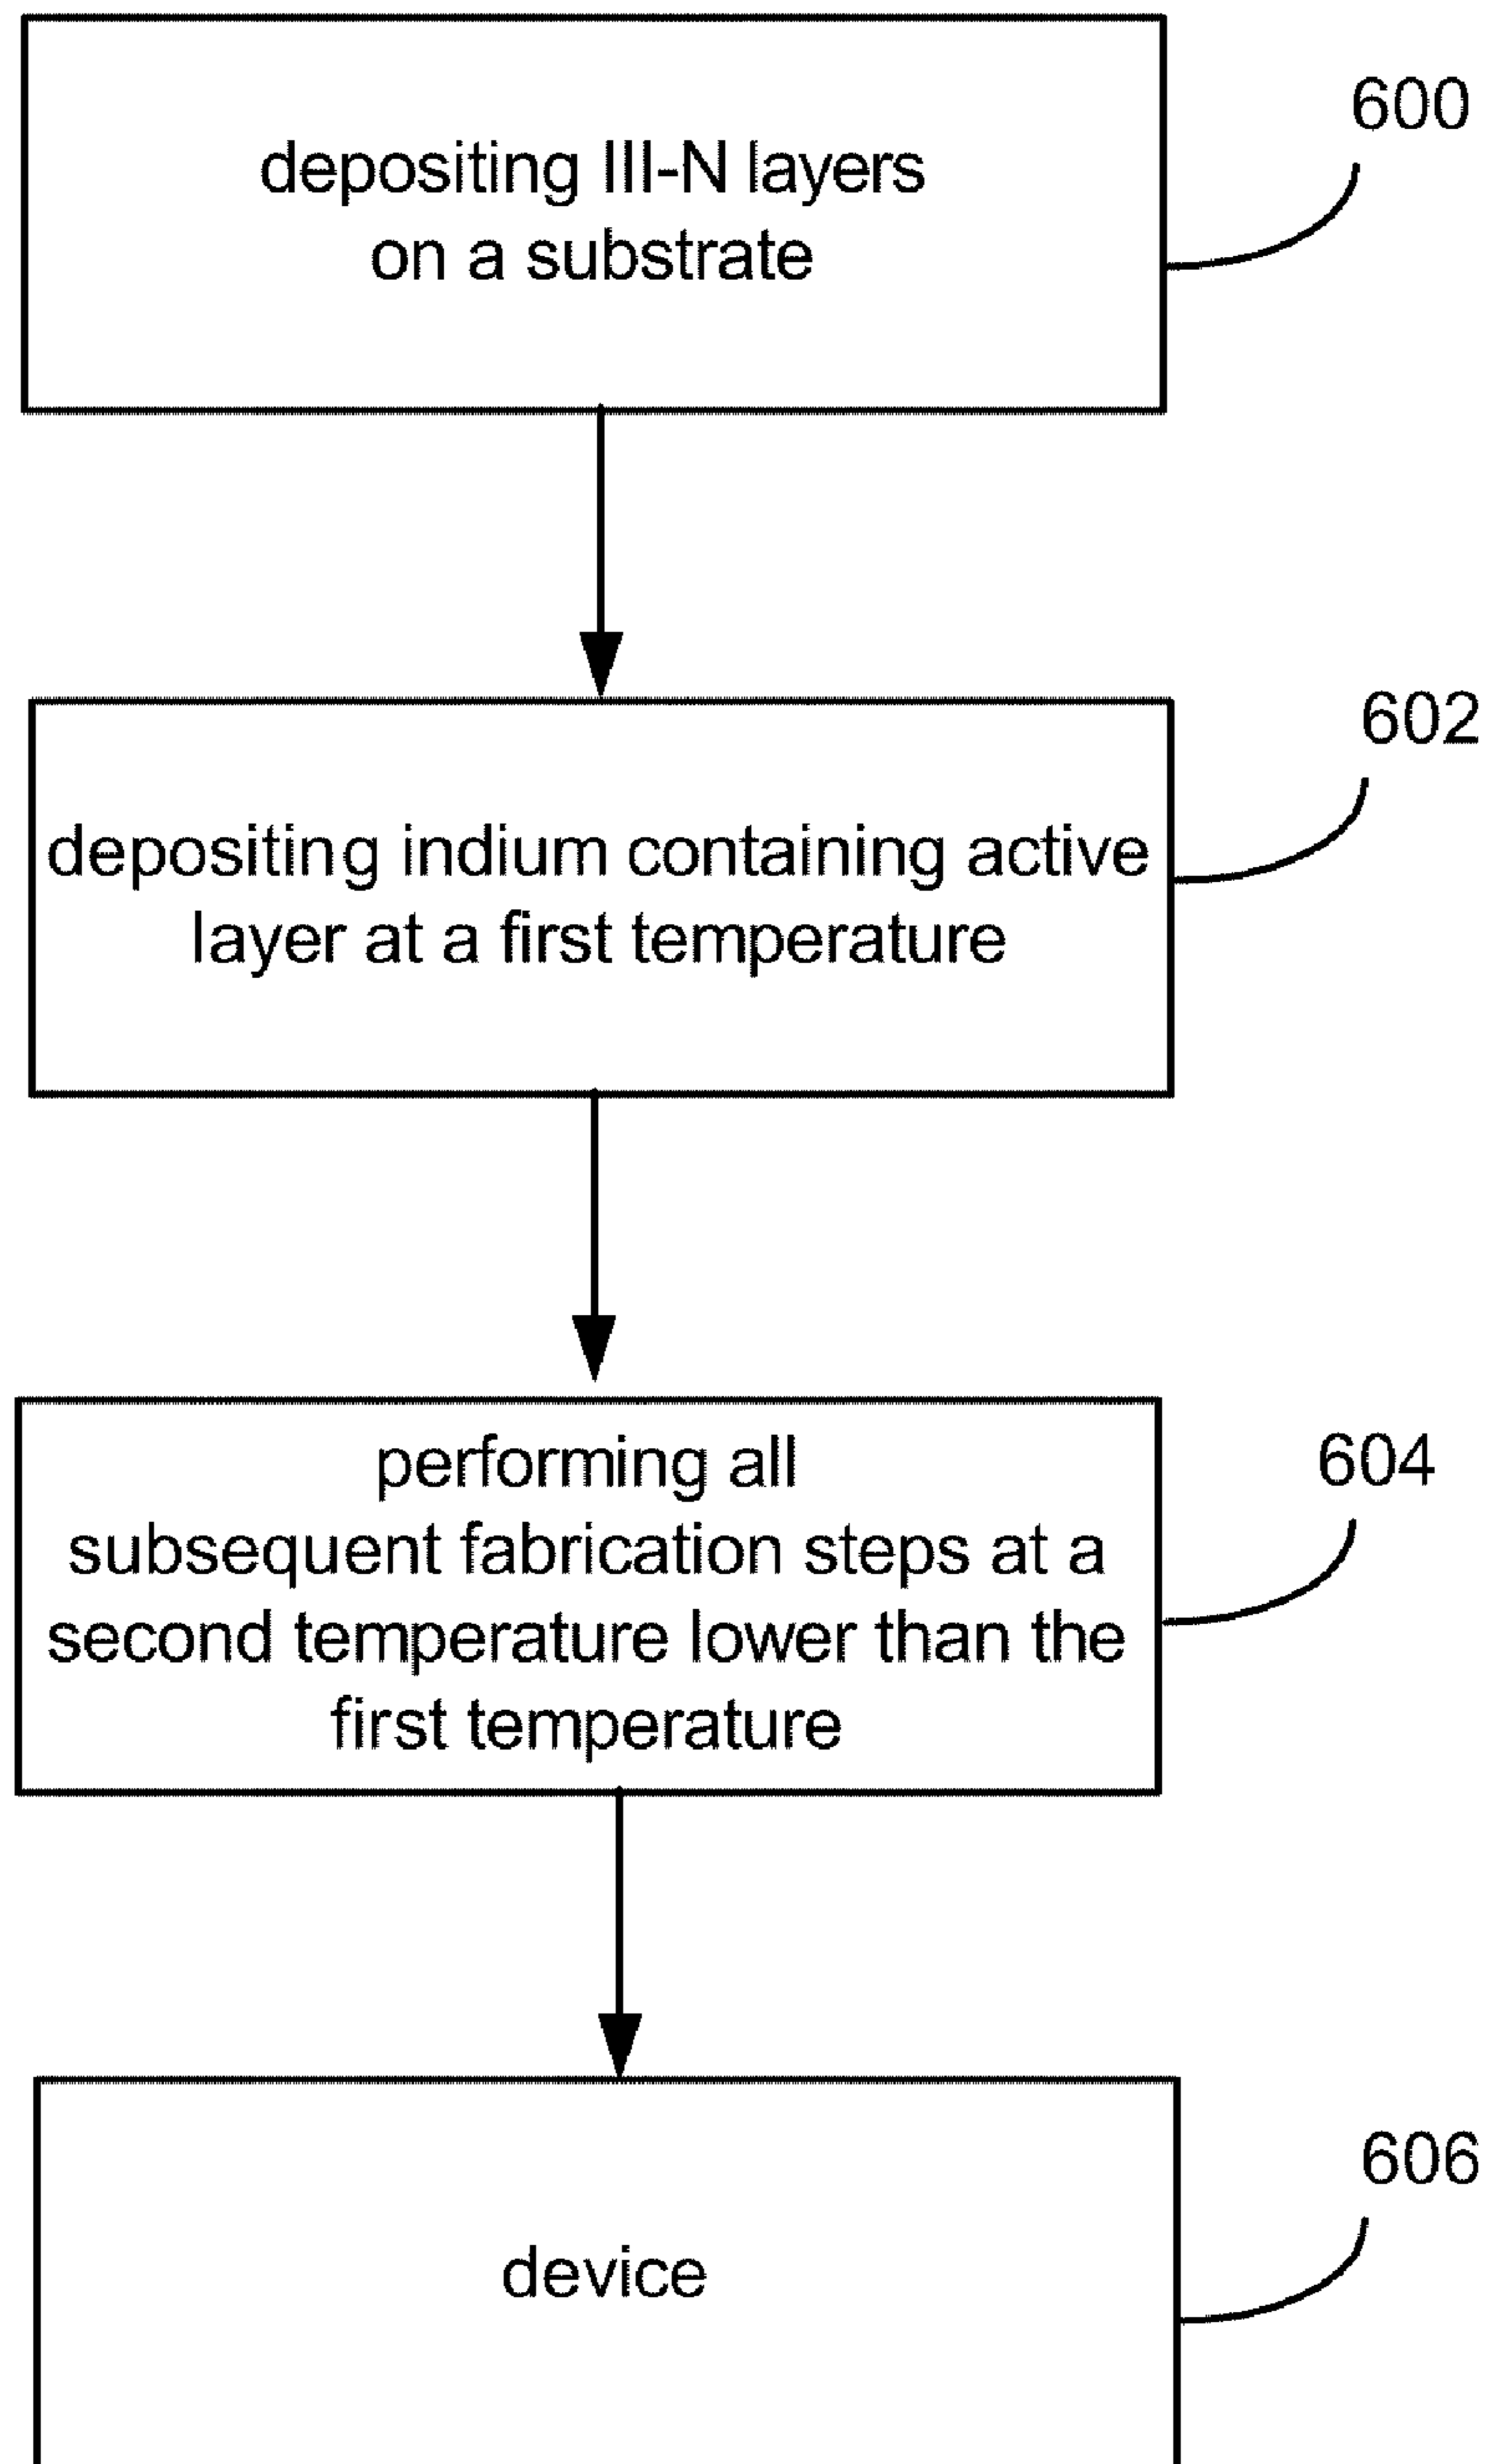 600
depositing III-N layers
on a substrate
602
depositing indium containing active
layer at a first temperature
604
performing all
subsequent fabrication steps at a
second temperature lower than the
first temperature
606
device